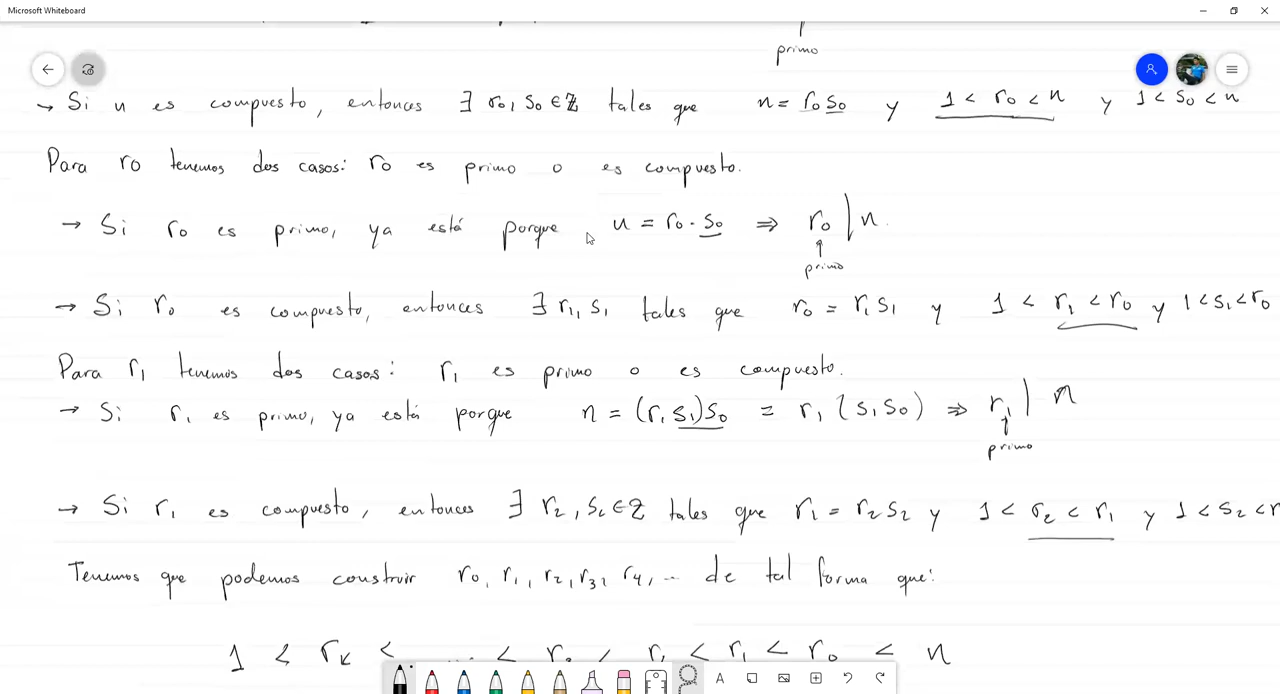 Microsoft Whiteboard
primo
→ Si n es compuesto, entonces ∃ r0, s0 ∈ ℤ tales que n = r0 s0 y 1 < r0 < n y 1 < s0 < n
Para r0 tenemos dos casos: r0 es primo o es compuesto.
→ Si r0 es primo, ya está porque n = r0 · s0 ⇒ r0 | n.
↑
primo
→ Si r0 es compuesto, entonces ∃ r1, s1 tales que r0 = r1 s1 y 1 < r1 < r0 y 1 < s1 < r0
Para r1 tenemos dos casos: r1 es primo o es compuesto.
→ Si r1 es primo, ya está porque n = (r1 s1) s0 = r1 (s1 s0) ⇒ r1 | n
↑
primo
→ Si r1 es compuesto, entonces ∃ r2, s2 ∈ ℤ tales que r1 = r2 s2 y 1 < r2 < r1 y 1 < s2 < r
Tenemos que podemos construir r0, r1, r2, r3, r4, ... de tal forma que:
1 < rk < ... < < < r1 < r0 < n
A